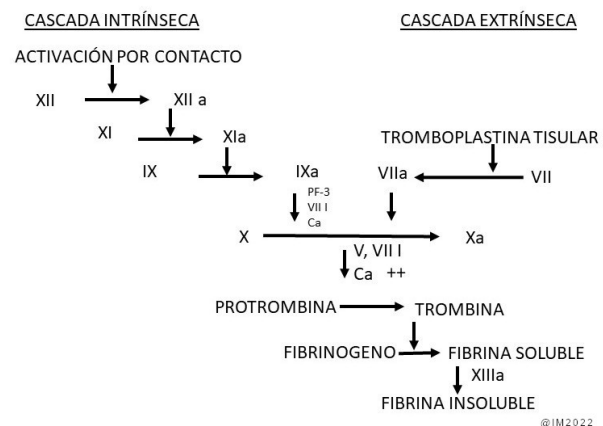 CASCADA INTRÍNSECA
CASCADA EXTRÍNSECA
ACTIVACIÓN POR CONTACTO
XII
XII a
XI
XIa
TROMBOPLASTINA TISULAR
IX
IXa
VIIa
VII
PF-3
VII I
Ca
X
Xa
V, VII I
Ca ++
PROTROMBINA
TROMBINA
FIBRINOGENO
FIBRINA SOLUBLE
XIIIa
FIBRINA INSOLUBLE
@IM2022